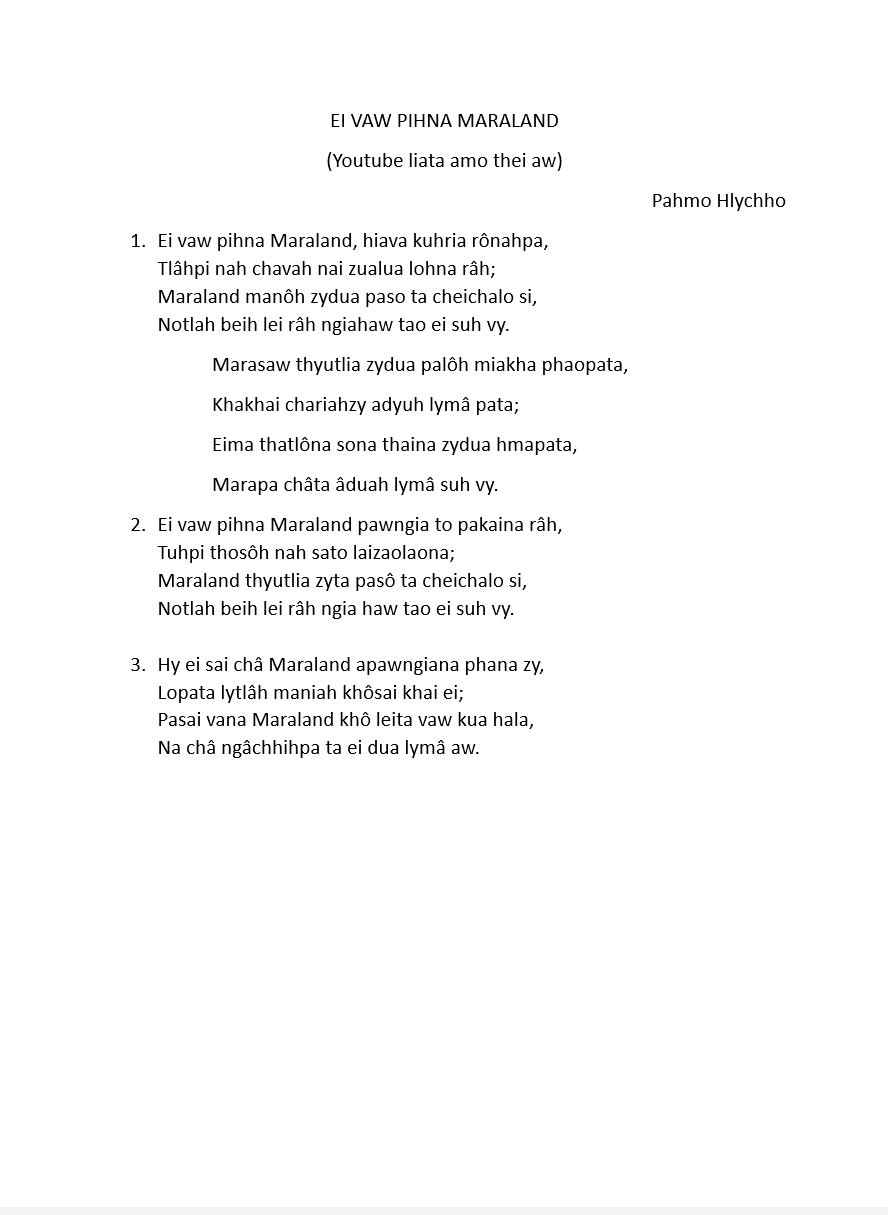 EI VAW PIHNA MARALAND
(Youtube liata amo thei aw)
Pahmo Hlychho
1. Ei vaw pihna Maraland, hiava kuhria rônahpa,
Tlâhpi nah chavah nai zualua lohna râh;
Maraland manôh zydua paso ta cheichalo si,
Notlah beih lei râh ngiahaw tao ei suh vy.
Marasaw thyutlia zydua palôh miakha phaopata,
Khakhai chariahzy adyuh lymâ pata;
Eima thatlôna sona thaina zydua hmapata,
Marapa châta âduah lymâ suh vy.
2. Ei vaw pihna Maraland pawngia to pakaina râh,
Tuhpi thosôh nah sato laizaolaona;
Maraland thyutlia zyta pasô ta cheichalo si,
Notlah beih lei râh ngia haw tao ei suh vy.
3. Hy ei sai châ Maraland apawngiana phana zy,
Lopata lytlâh maniah khôsai khai ei;
Pasai vana Maraland khô leita vaw kua hala,
Na châ ngâchhihpa ta ei dua lymâ aw.